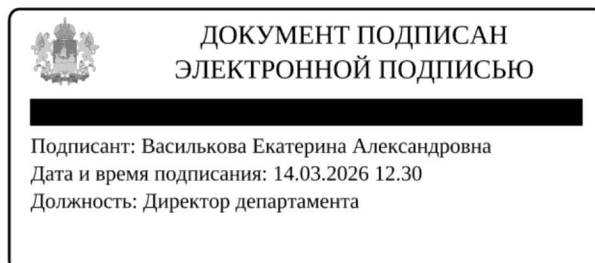 ДОКУМЕНТ ПОДПИСАН
ЭЛЕКТРОННОЙ ПОДПИСЬЮ
Подписант: Василькова Екатерина Александровна
Дата и время подписания: 14.03.2026 12.30
Должность: Директор департамента